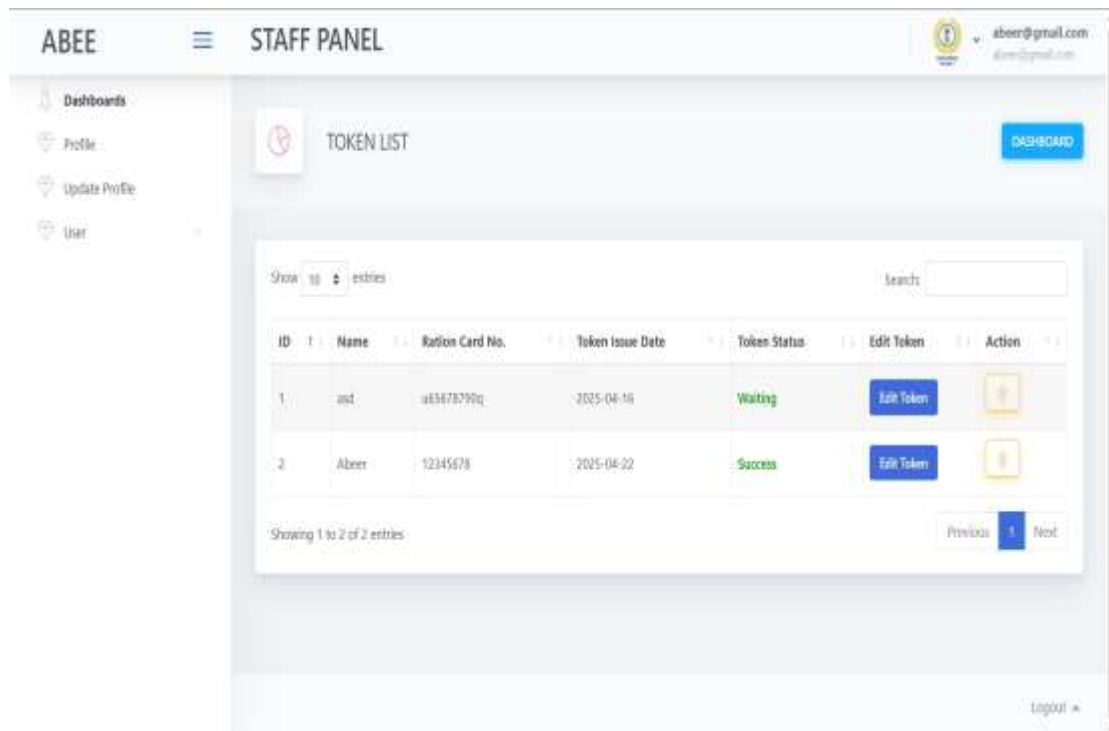 ABEE
STAFF PANEL
abeer@gmail.com
abeer@gmail.com
Dashboards
Profile
Update Profile
User
TOKEN LIST
DASHBOARD
Show 10 entries
Search:
ID Name Ration Card No. Token Issue Date Token Status Edit Token Action
1 asd 2025-04-16 Waiting Edit Token
2 Abeer 12345678 2025-04-22 Success Edit Token
Showing 1 to 2 of 2 entries
Previous 1 Next
Logout